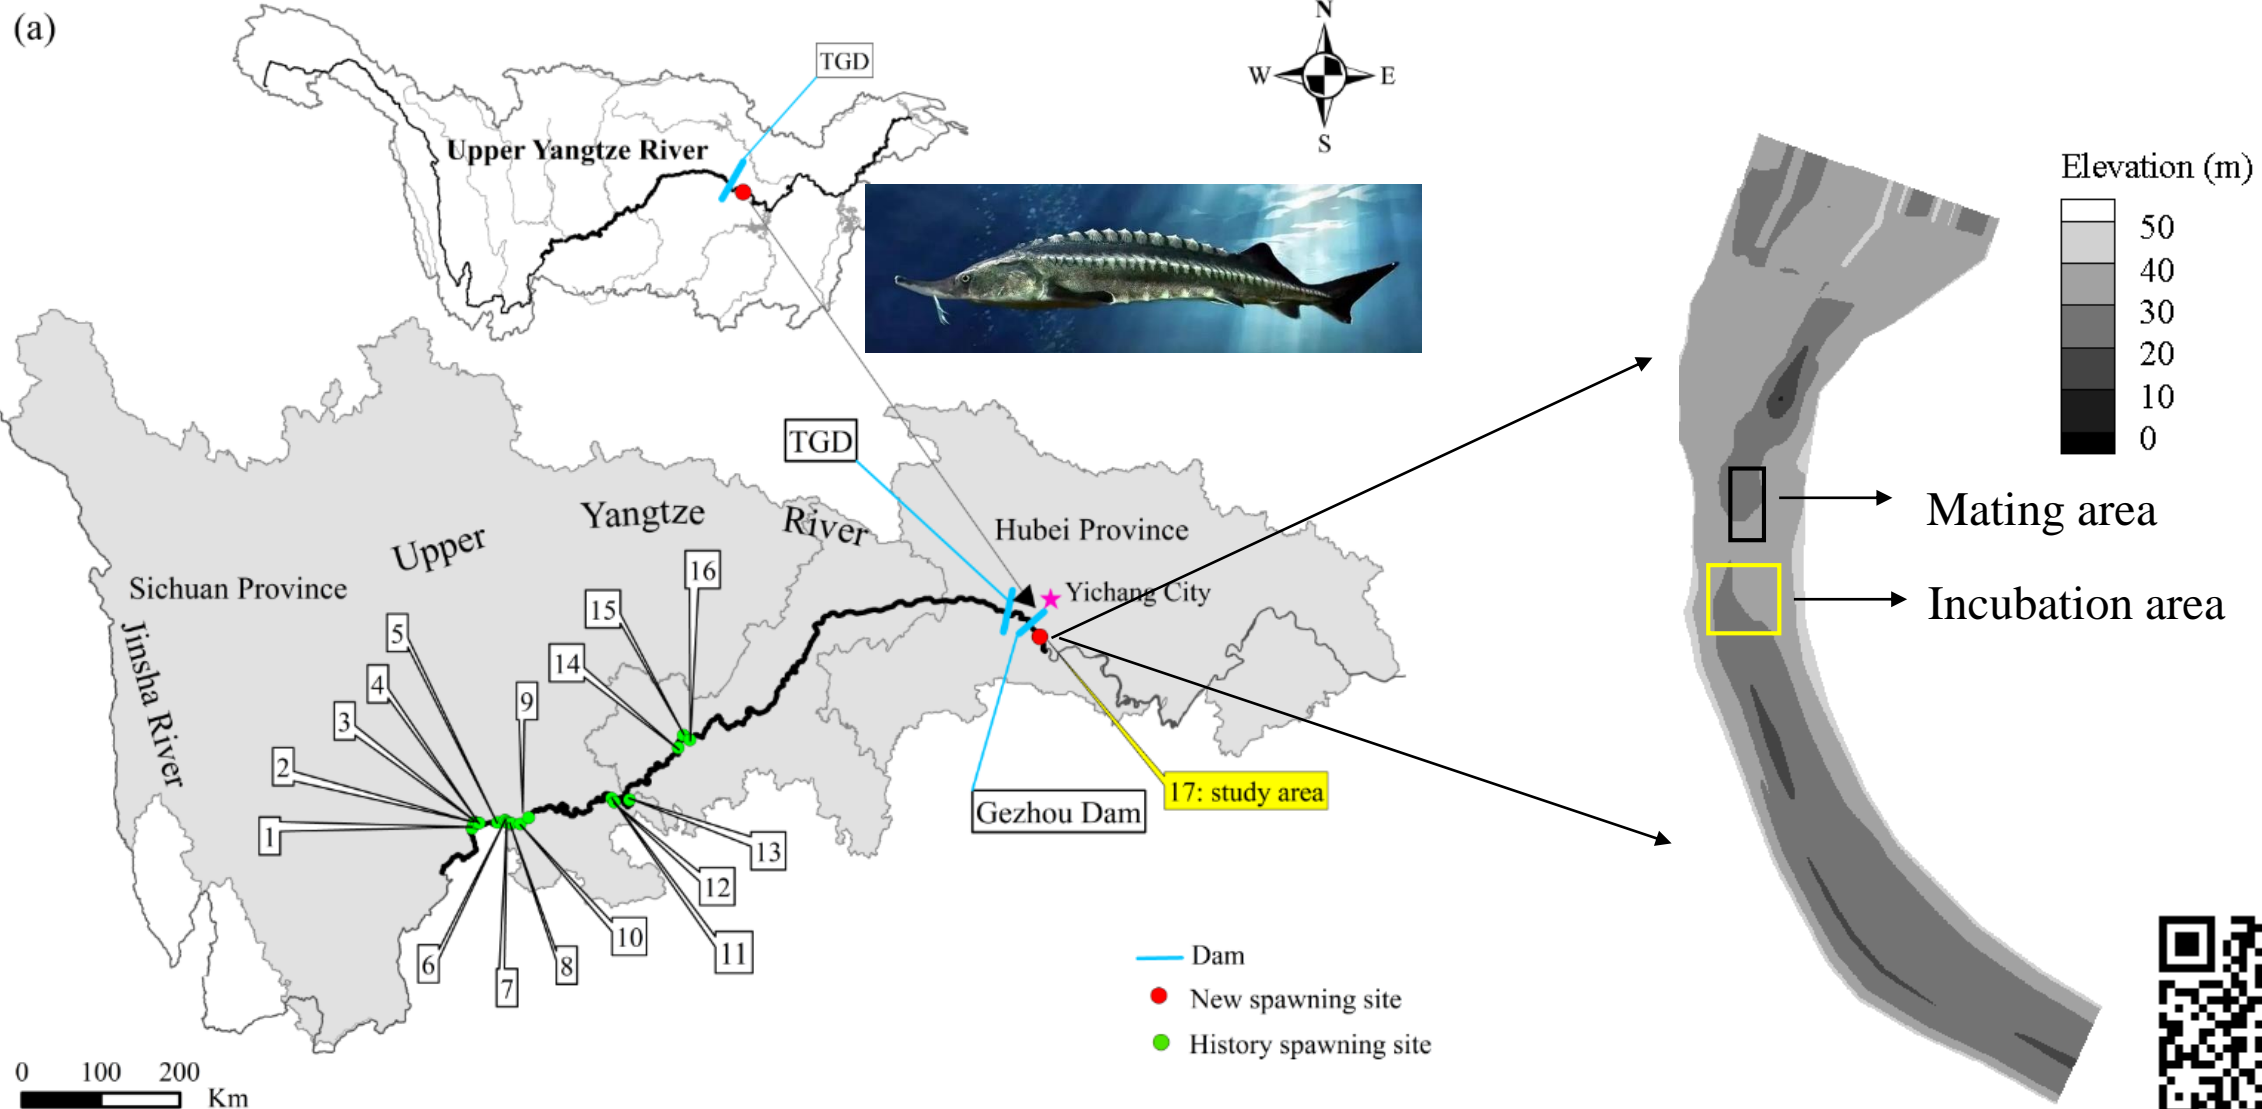 (a)
N
TGD
W
E
S
Upper Yangtze River
Elevation (m)
50
40
30
20
10
0
TGD
Mating area
Yangtze
River
Hubei Province
Upper
16
Sichuan Province
Yichang City
Incubation area
15
5
14
Jinsha River
4
9
3
2
17: study area
Gezhou Dam
1
13
12
10
11
6
8
7
Dam
New spawning site
History spawning site
0 100 200
Km